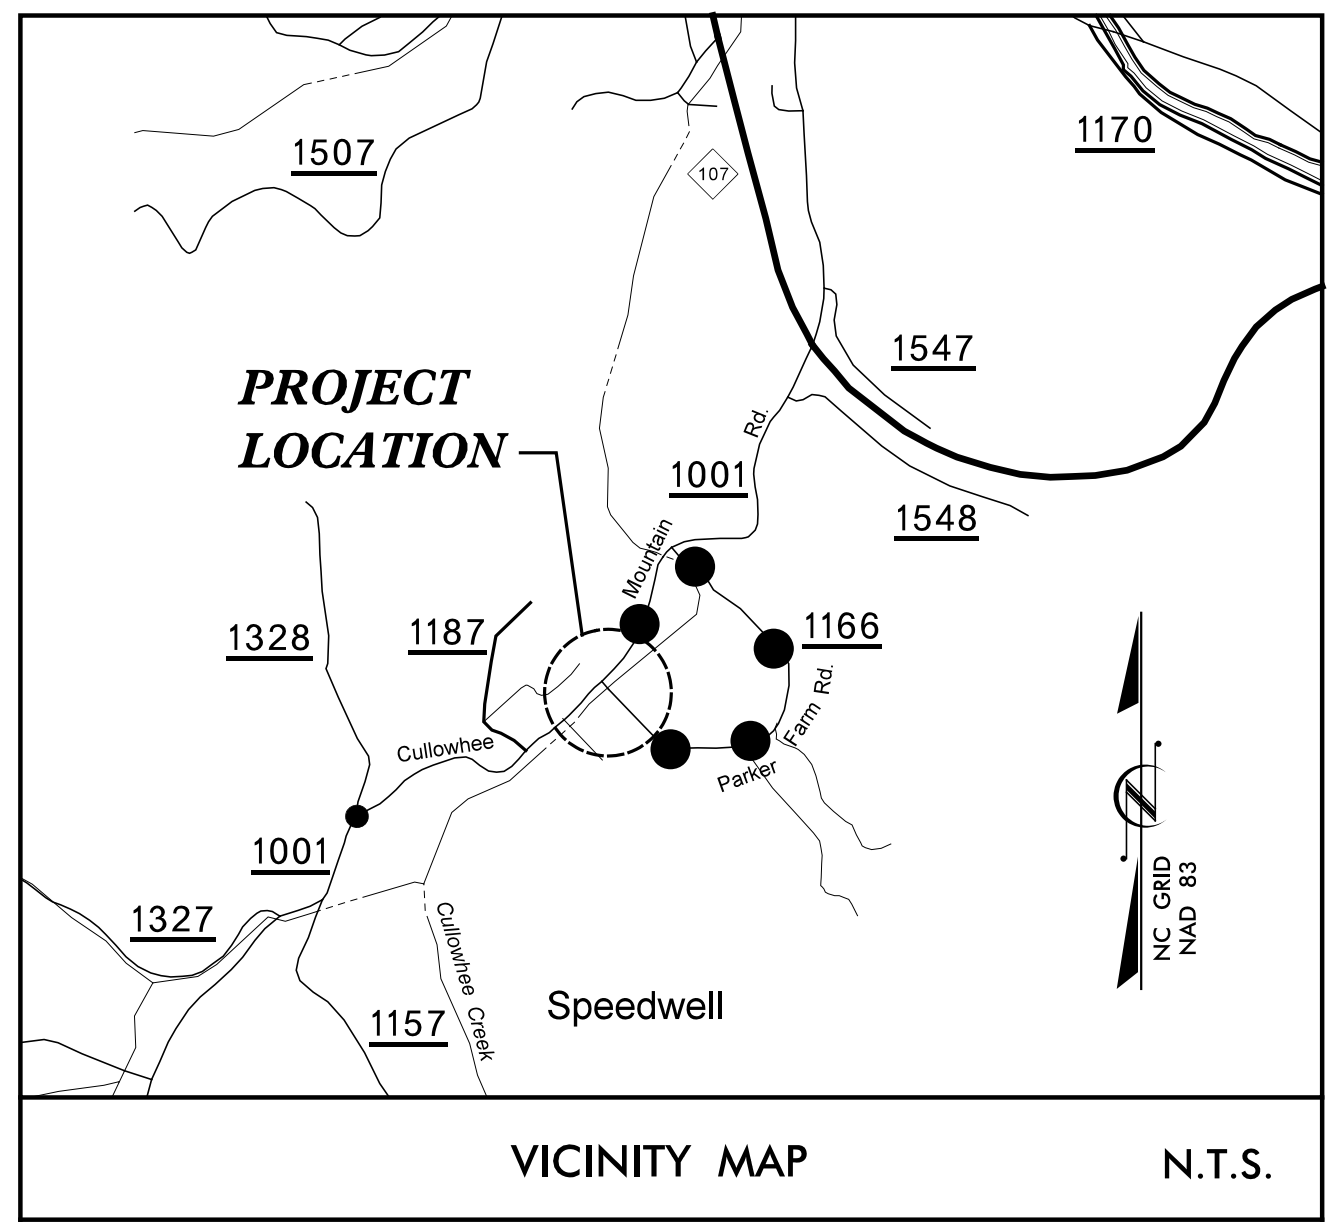 1170
1507
107
1547
PROJECT
LOCATION
Rd.
1001
1548
Mountain
1328
1187
1166
Farm Rd.
Cullowhee
Parker
1001
1327
Cullowhee Creek
NC GRID
NAD 83
Speedwell
1157
VICINITY MAP
N.T.S.